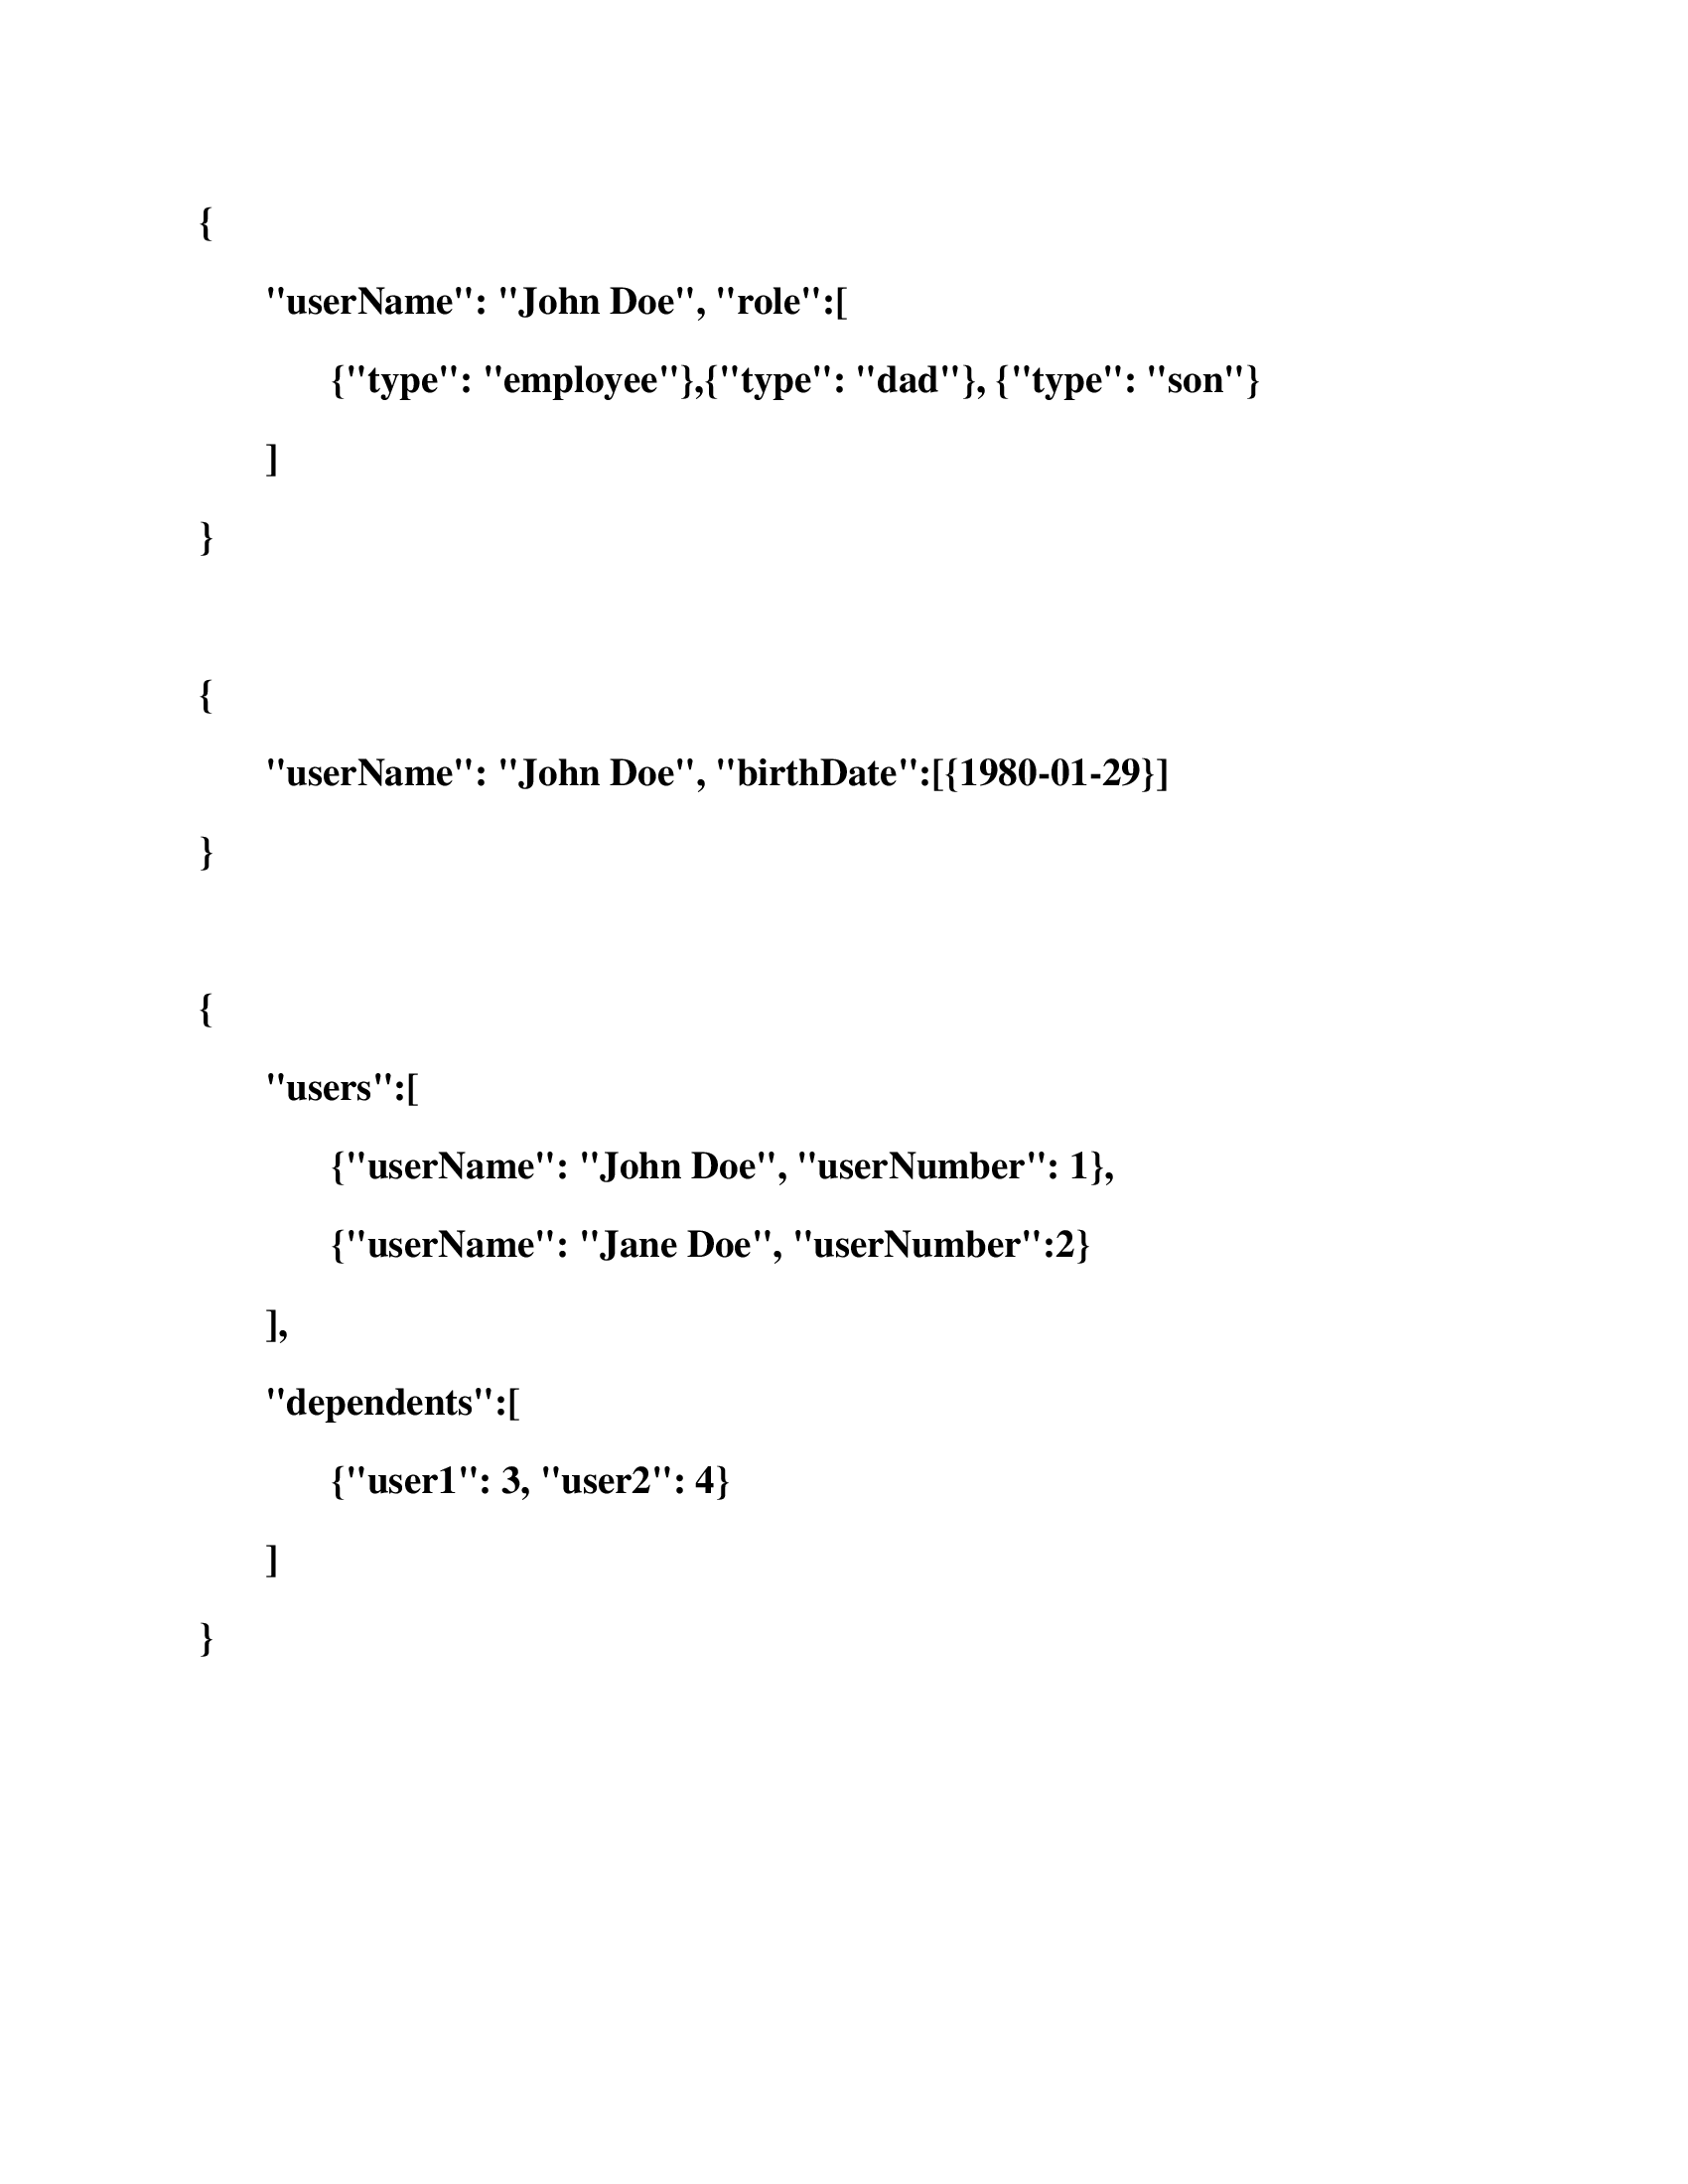 {
"userName": "John Doe", "role":[
{"type": "employee"},{"type": "dad"}, {"type": "son"}
]
}
{
"userName": "John Doe", "birthDate":[{1980-01-29}]
}
{
"users":[
{"userName": "John Doe", "userNumber": 1},
{"userName": "Jane Doe", "userNumber":2}
],
"dependents":[
{"user1": 3, "user2": 4}
]
}